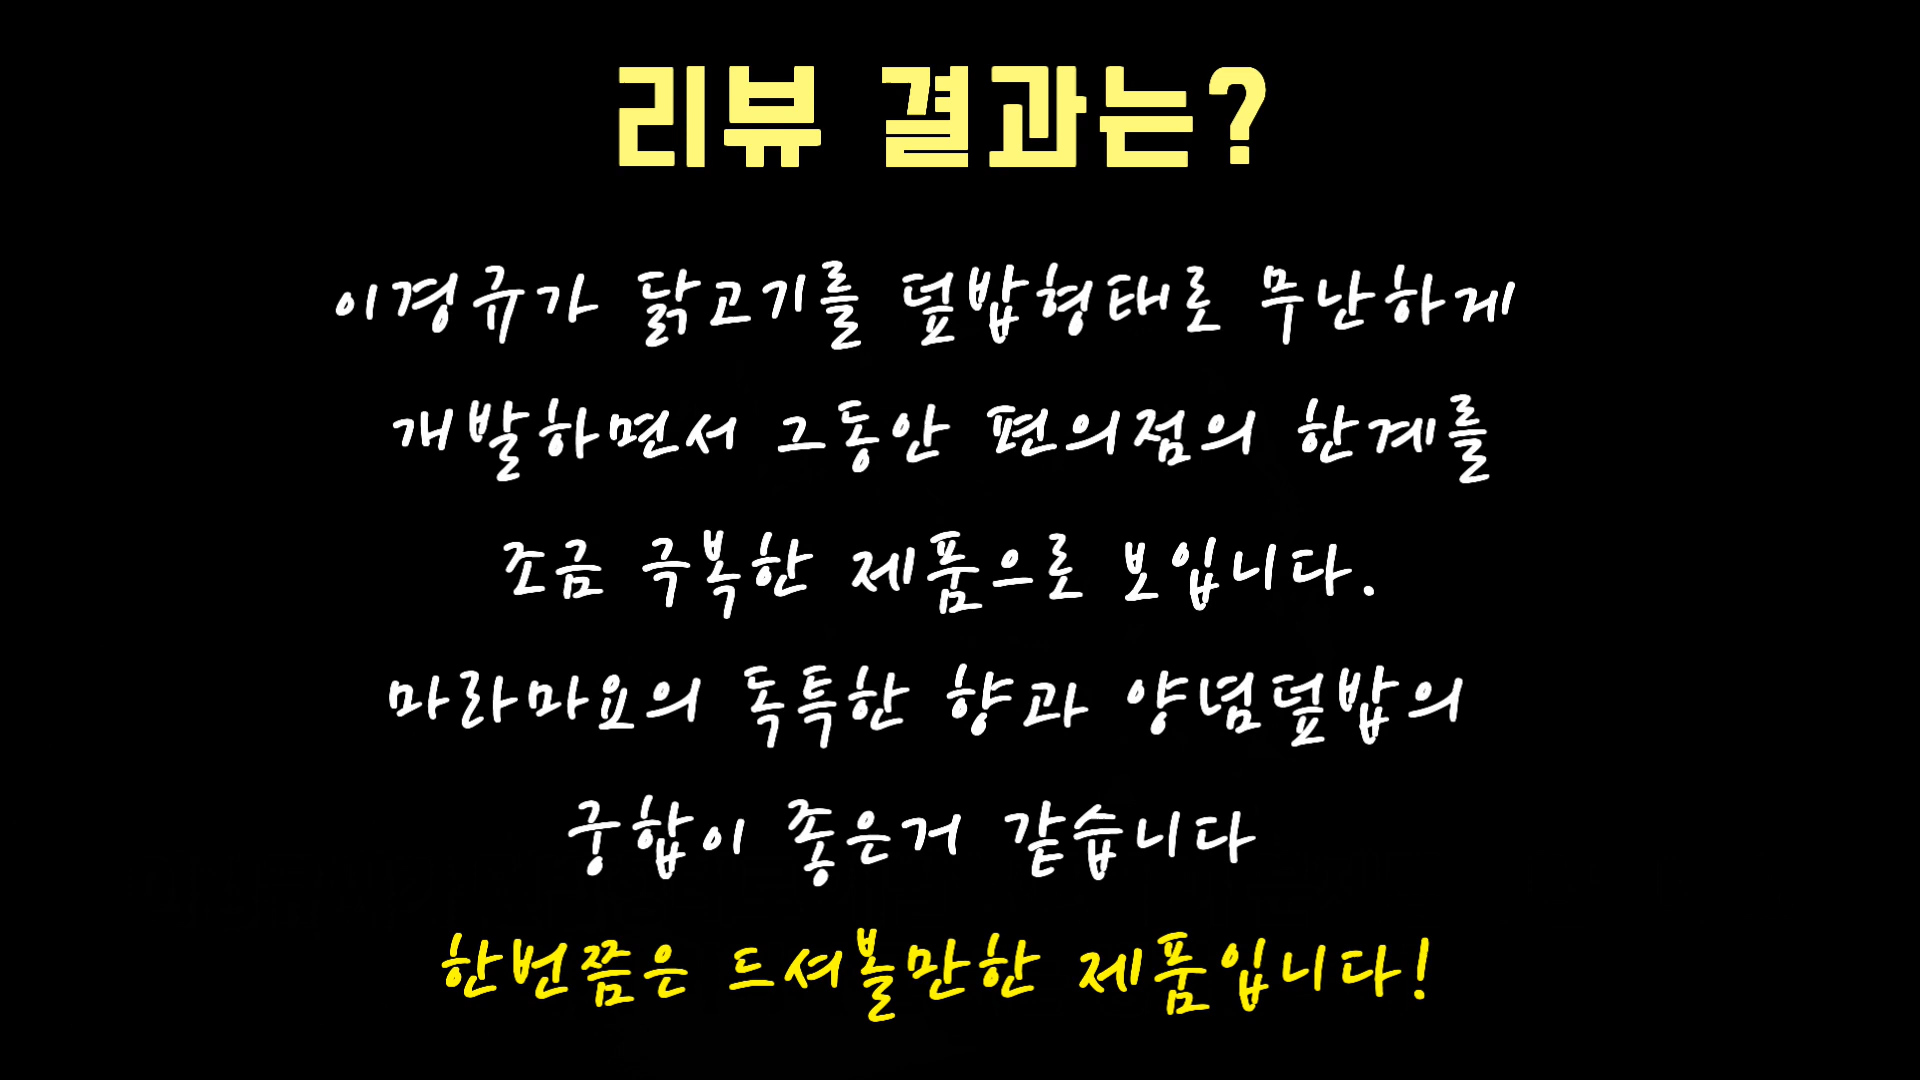 리뷰 결과는?
이경규가 닭고기를 덮밥형태로 무난하게
개발하면서 그동안 편의점의 한계를
조금 극복한 제품으로 보입니다.
마라마요의 독특한 향과 양념덮밥의
궁합이 좋은거 같습니다
한번쯤은 드셔볼만한 제품입니다!